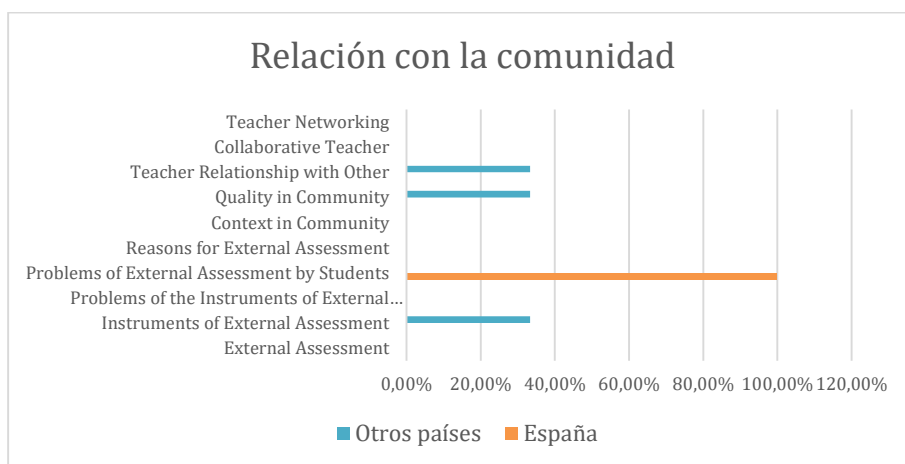 Relación con la comunidad
Teacher Networking
Collaborative Teacher
Teacher Relationship with Other
Quality in Community
Context in Community
Reasons for External Assessment
Problems of External Assessment by Students
Problems of the Instruments of External...
Instruments of External Assessment
External Assessment
0,00% 20,00% 40,00% 60,00% 80,00% 100,00% 120,00%
Otros países España